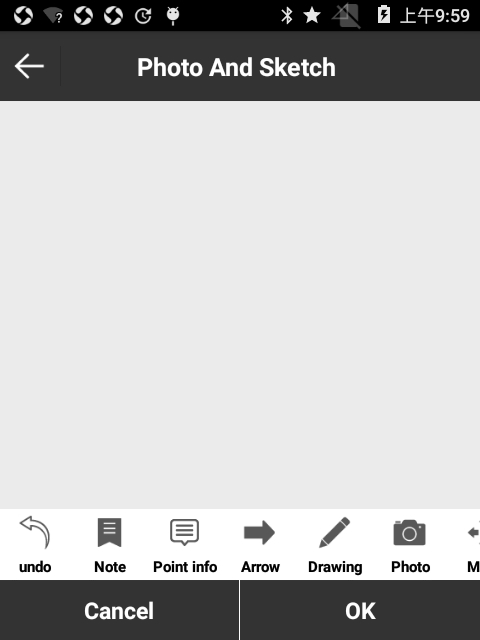 上午9:59
Photo And Sketch
undo
Note
Point info
Arrow
Drawing
Photo
Cancel
OK